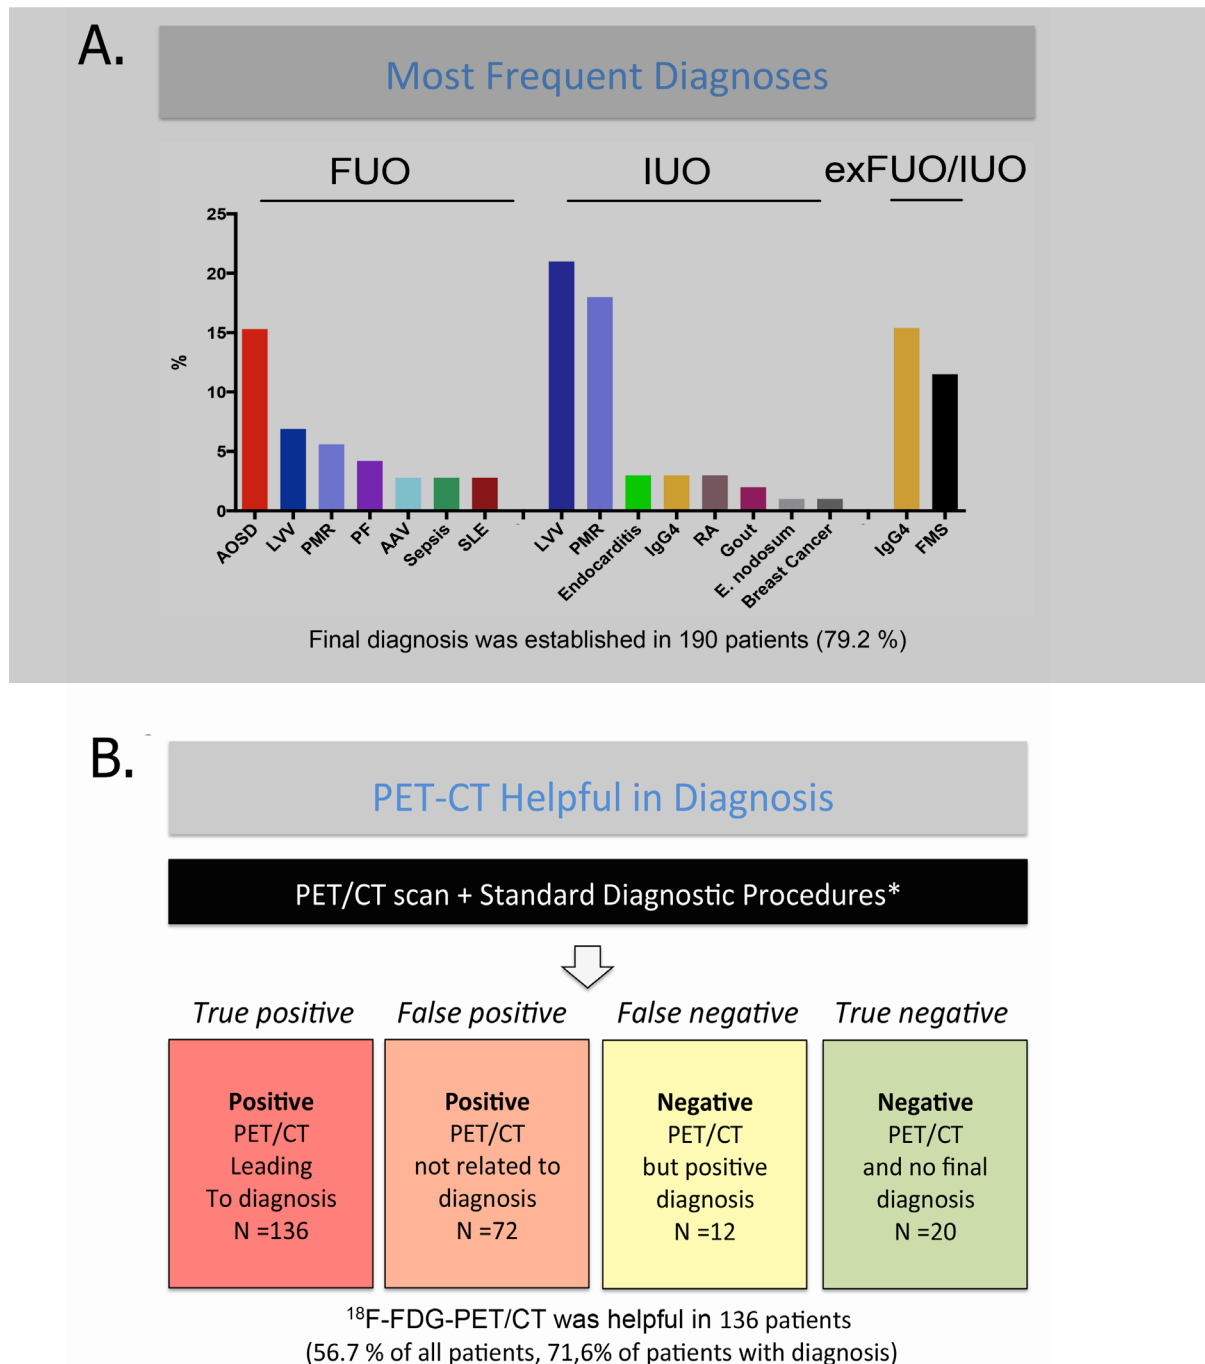 A.
Most Frequent Diagnoses
FUO
IUO
exFUO/IUO
25
20
15
10
5
0
%
AOSD
LVV
PMR
PF
AAV
Sepsis
SLE
LVV
PMR
Endocarditis
IgG4
RA
Gout
E. nodosum
Breast Cancer
IgG4
FMS
Final diagnosis was established in 190 patients (79.2 %)
B.
PET-CT Helpful in Diagnosis
PET/CT scan + Standard Diagnostic Procedures*
True positive
Positive
PET/CT
Leading
To diagnosis
N =136
False positive
Positive
PET/CT
not related to
diagnosis
N =72
False negative
Negative
PET/CT
but positive
diagnosis
N =12
True negative
Negative
PET/CT
and no final
diagnosis
N =20
¹⁸F-FDG-PET/CT was helpful in 136 patients
(56.7 % of all patients, 71,6% of patients with diagnosis)